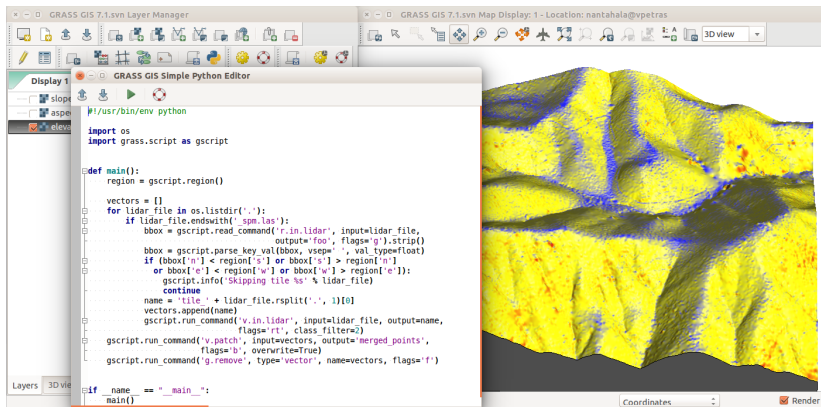 GRASS GIS 7.1.svn Layer Manager
GRASS GIS 7.1.svn Map Display: 1 - Location: nantahala@vpetras
3D view
Display 1
slope
aspe
eleva
GRASS GIS Simple Python Editor
#!/usr/bin/env python
import os
import grass.script as gscript
def main():
region = gscript.region()
vectors = []
for lidar_file in os.listdir('.'):
if lidar_file.endswith('_spm.las'):
bbox = gscript.read_command('r.in.lidar', input=lidar_file,
output='foo', flags='g').strip()
bbox = gscript.parse_key_val(bbox, vsep=' ', val_type=float)
if (bbox['n'] < region['s'] or bbox['s'] > region['n']
or bbox['e'] < region['w'] or bbox['w'] > region['e']):
gscript.info('Skipping tile %s' % lidar_file)
continue
name = 'tile_' + lidar_file.rsplit('.', 1)[0]
vectors.append(name)
gscript.run_command('v.in.lidar', input=lidar_file, output=name,
flags='rt', class_filter=2)
gscript.run_command('v.patch', input=vectors, output='merged_points',
flags='b', overwrite=True)
gscript.run_command('g.remove', type='vector', name=vectors, flags='f')
if __name__ == "__main__":
main()
Layers
3D vie
Coordinates
Render